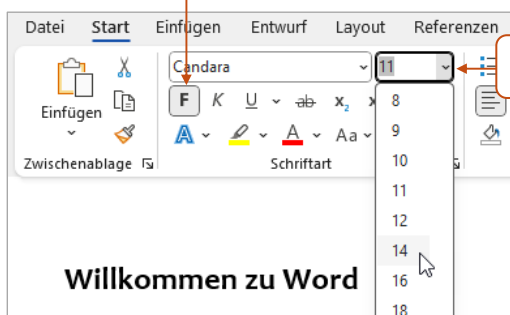 Datei Start Einfügen Entwurf Layout Referenzen
Candara 11
Einfügen
F K U ab x2 x
A A Aa
Zwischenablage Schriftart
8
9
10
11
12
14
16
18
Willkommen zu Word